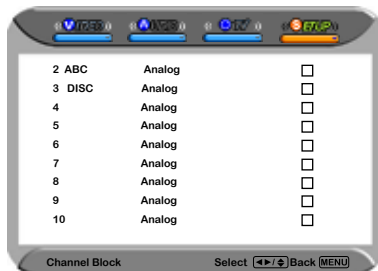 VIDEO AUDIO DTV SETUP
2 ABC Analog
3 DISC Analog
4 Analog
5 Analog
6 Analog
7 Analog
8 Analog
9 Analog
10 Analog
Channel Block Select ◄►/▲▼ Back MENU